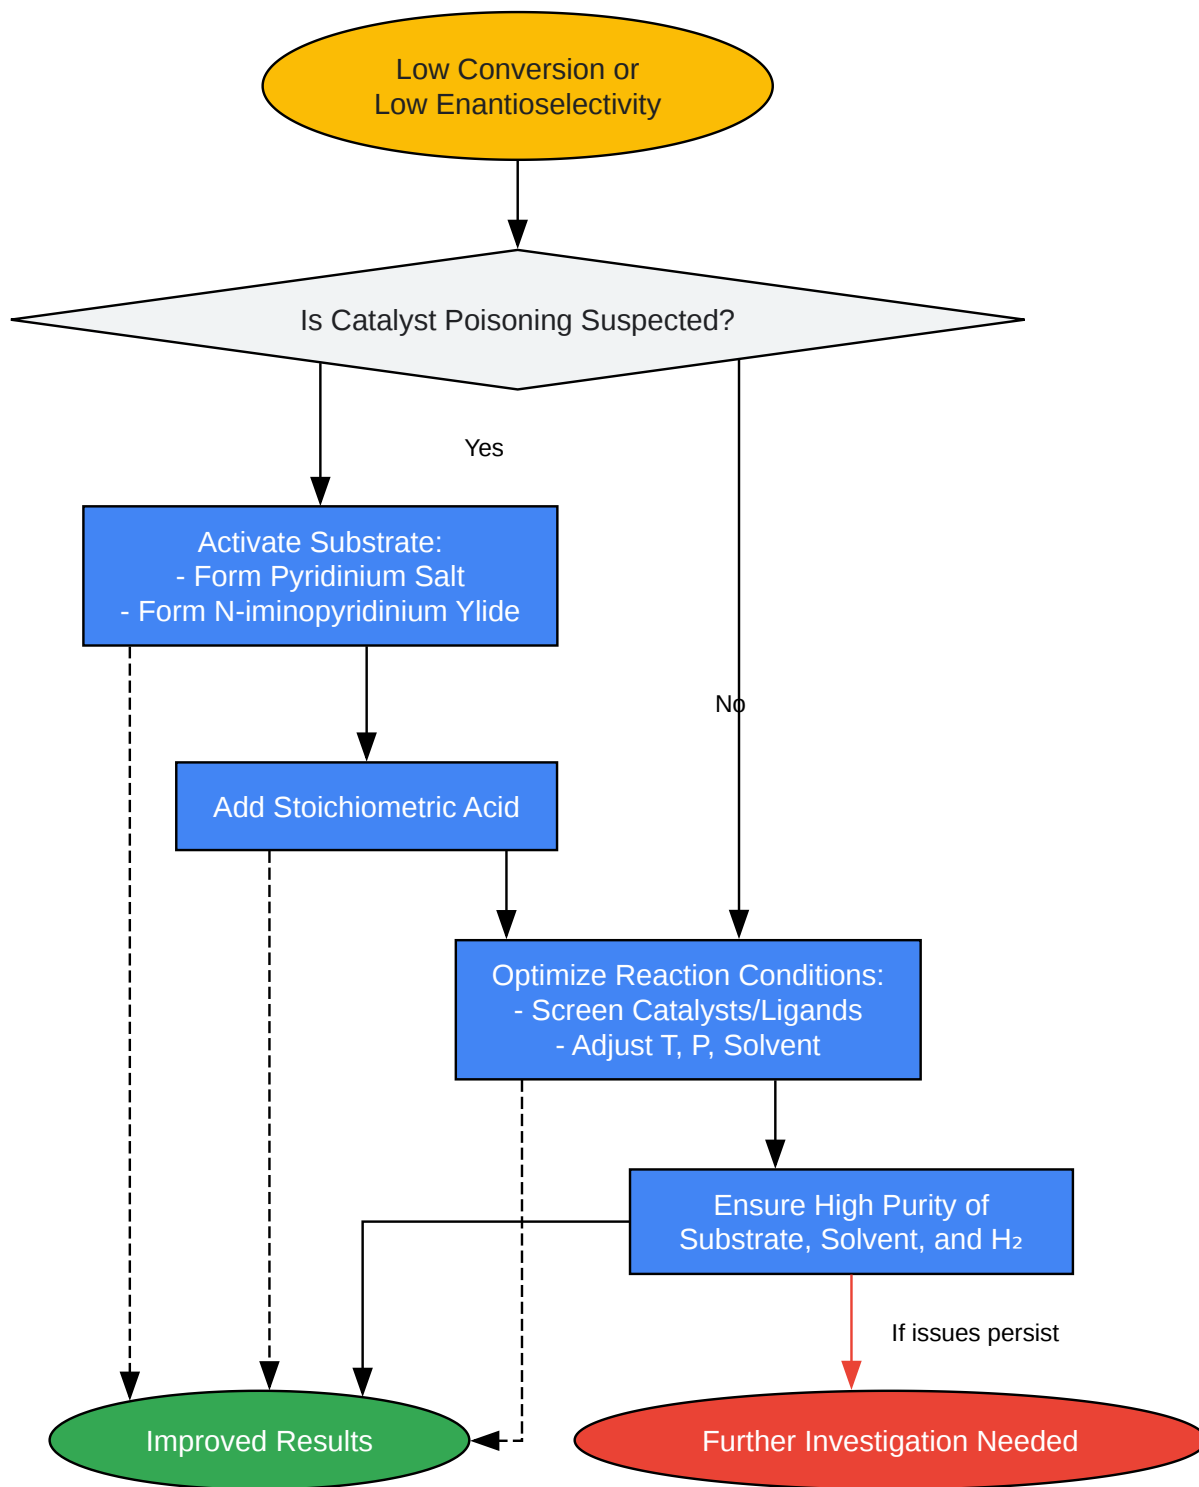 Low Conversion or
Low Enantioselectivity
Is Catalyst Poisoning Suspected?
Yes
Activate Substrate:
- Form Pyridinium Salt
- Form N-iminopyridinium Ylide
No
Add Stoichiometric Acid
Optimize Reaction Conditions:
- Screen Catalysts/Ligands
- Adjust T, P, Solvent
Ensure High Purity of
Substrate, Solvent, and H₂
If issues persist
Improved Results
Further Investigation Needed